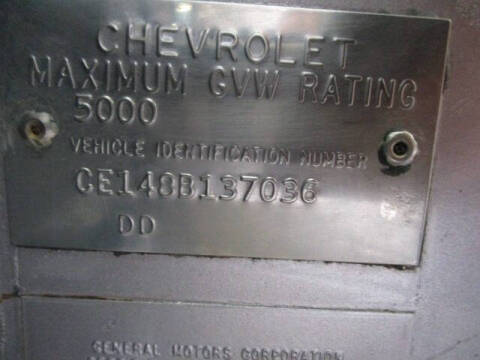 CHEVROLET
MAXIMUM GVW RATING
5000
VEHICLE IDENTIFICATION NUMBER
CE148B137036
DD
GENERAL MOTORS CORPORATION